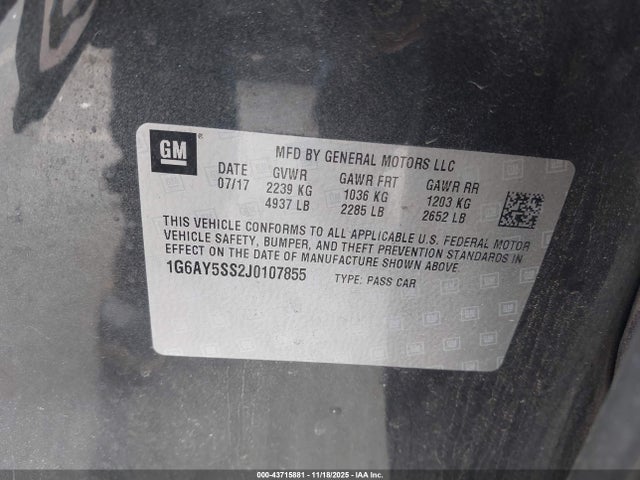 GM
MFD BY GENERAL MOTORS LLC
DATE GVWR GAWR FRT GAWR RR
07/17 2239 KG 1036 KG 1203 KG
4937 LB 2285 LB 2652 LB
THIS VEHICLE CONFORMS TO ALL APPLICABLE U.S. FEDERAL MOTOR
VEHICLE SAFETY, BUMPER, AND THEFT PREVENTION STANDARDS IN
EFFECT ON THE DATE OF MANUFACTURE SHOWN ABOVE.
1G6AY5SS2J0107855 TYPE: PASS CAR
000-43715881 - 11/18/2025 - IAAI Inc.